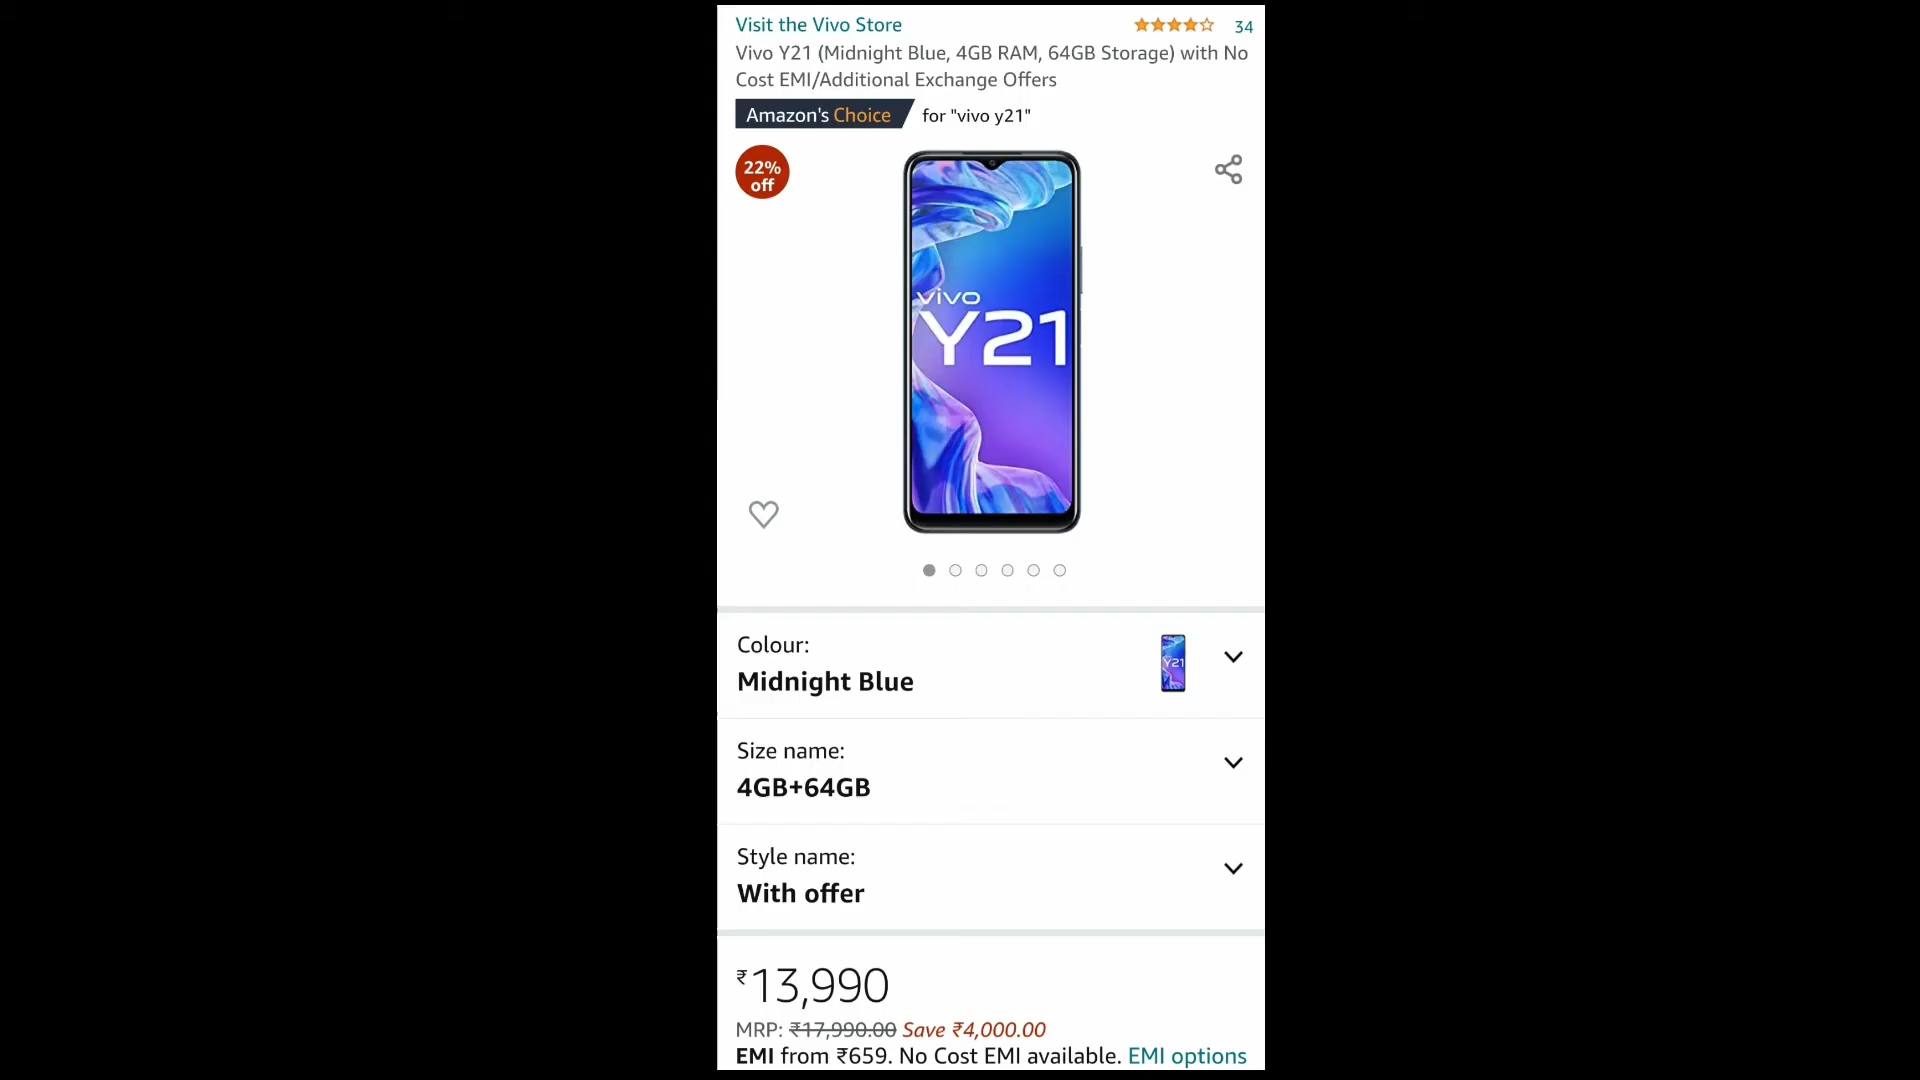 Visit the Vivo Store
34
Vivo Y21 (Midnight Blue, 4GB RAM, 64GB Storage) with No
Cost EMI/Additional Exchange Offers
Amazon's Choice for "vivo y21"
22%
off
vivo
Y21
Colour:
Midnight Blue
Y21
Size name:
4GB+64GB
Style name:
With offer
₹13,990
MRP: ₹17,990.00 Save ₹4,000.00
EMI from ₹659. No Cost EMI available. EMI options